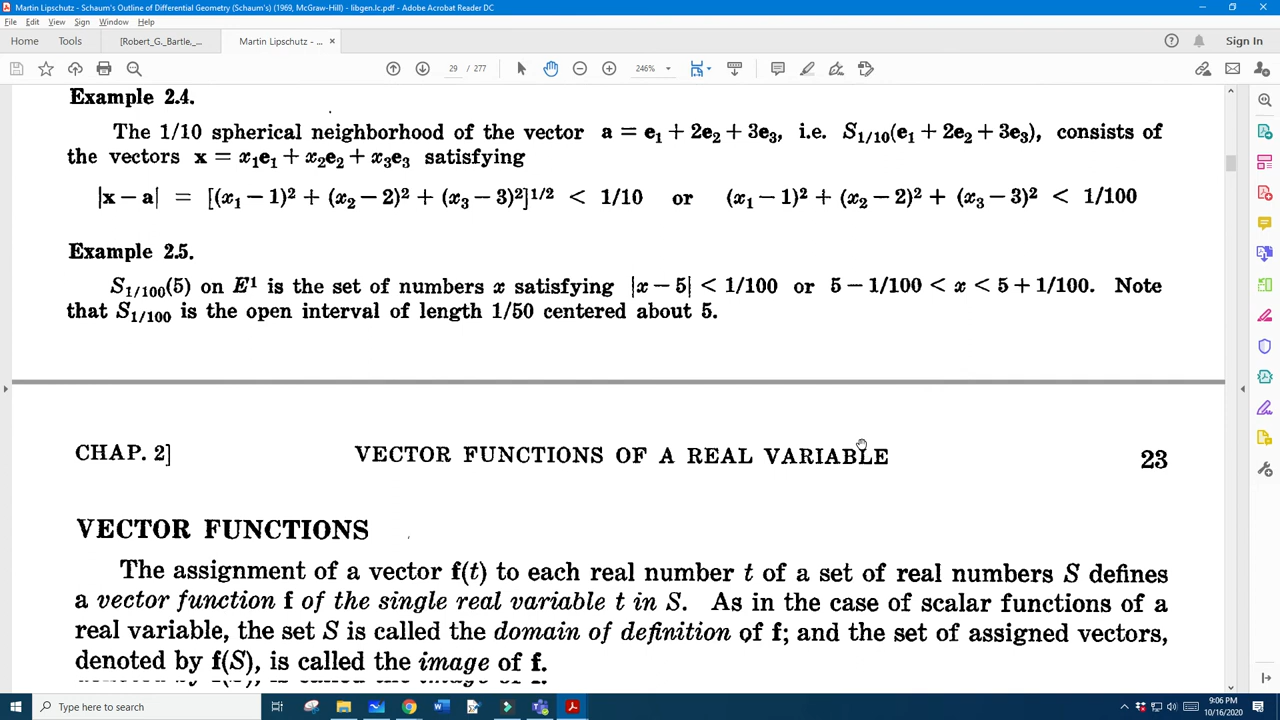 Martin Lipschutz - Schaum's Outline of Differential Geometry (Schaum's) (1969, McGraw-Hill) - libgen.lc.pdf - Adobe Acrobat Reader DC
File Edit View Sign Window Help
Home Tools [Robert_G._Bartle,_... Martin Lipschutz - ... × Sign In
29 / 277 246%
Example 2.4.
The 1/10 spherical neighborhood of the vector a = e₁ + 2e₂ + 3e₃, i.e. S₁/₁₀(e₁ + 2e₂ + 3e₃), consists of
the vectors x = x₁e₁ + x₂e₂ + x₃e₃ satisfying
|x − a| = [(x₁ − 1)² + (x₂ − 2)² + (x₃ − 3)²]¹/² < 1/10 or (x₁ − 1)² + (x₂ − 2)² + (x₃ − 3)² < 1/100
Example 2.5.
S₁/₁₀₀(5) on E¹ is the set of numbers x satisfying |x − 5| < 1/100 or 5 − 1/100 < x < 5 + 1/100. Note
that S₁/₁₀₀ is the open interval of length 1/50 centered about 5.
CHAP. 2] VECTOR FUNCTIONS OF A REAL VARIABLE 23
VECTOR FUNCTIONS
The assignment of a vector f(t) to each real number t of a set of real numbers S defines
a vector function f of the single real variable t in S. As in the case of scalar functions of a
real variable, the set S is called the domain of definition of f; and the set of assigned vectors,
denoted by f(S), is called the image of f.
Type here to search
9:06 PM
10/16/2020